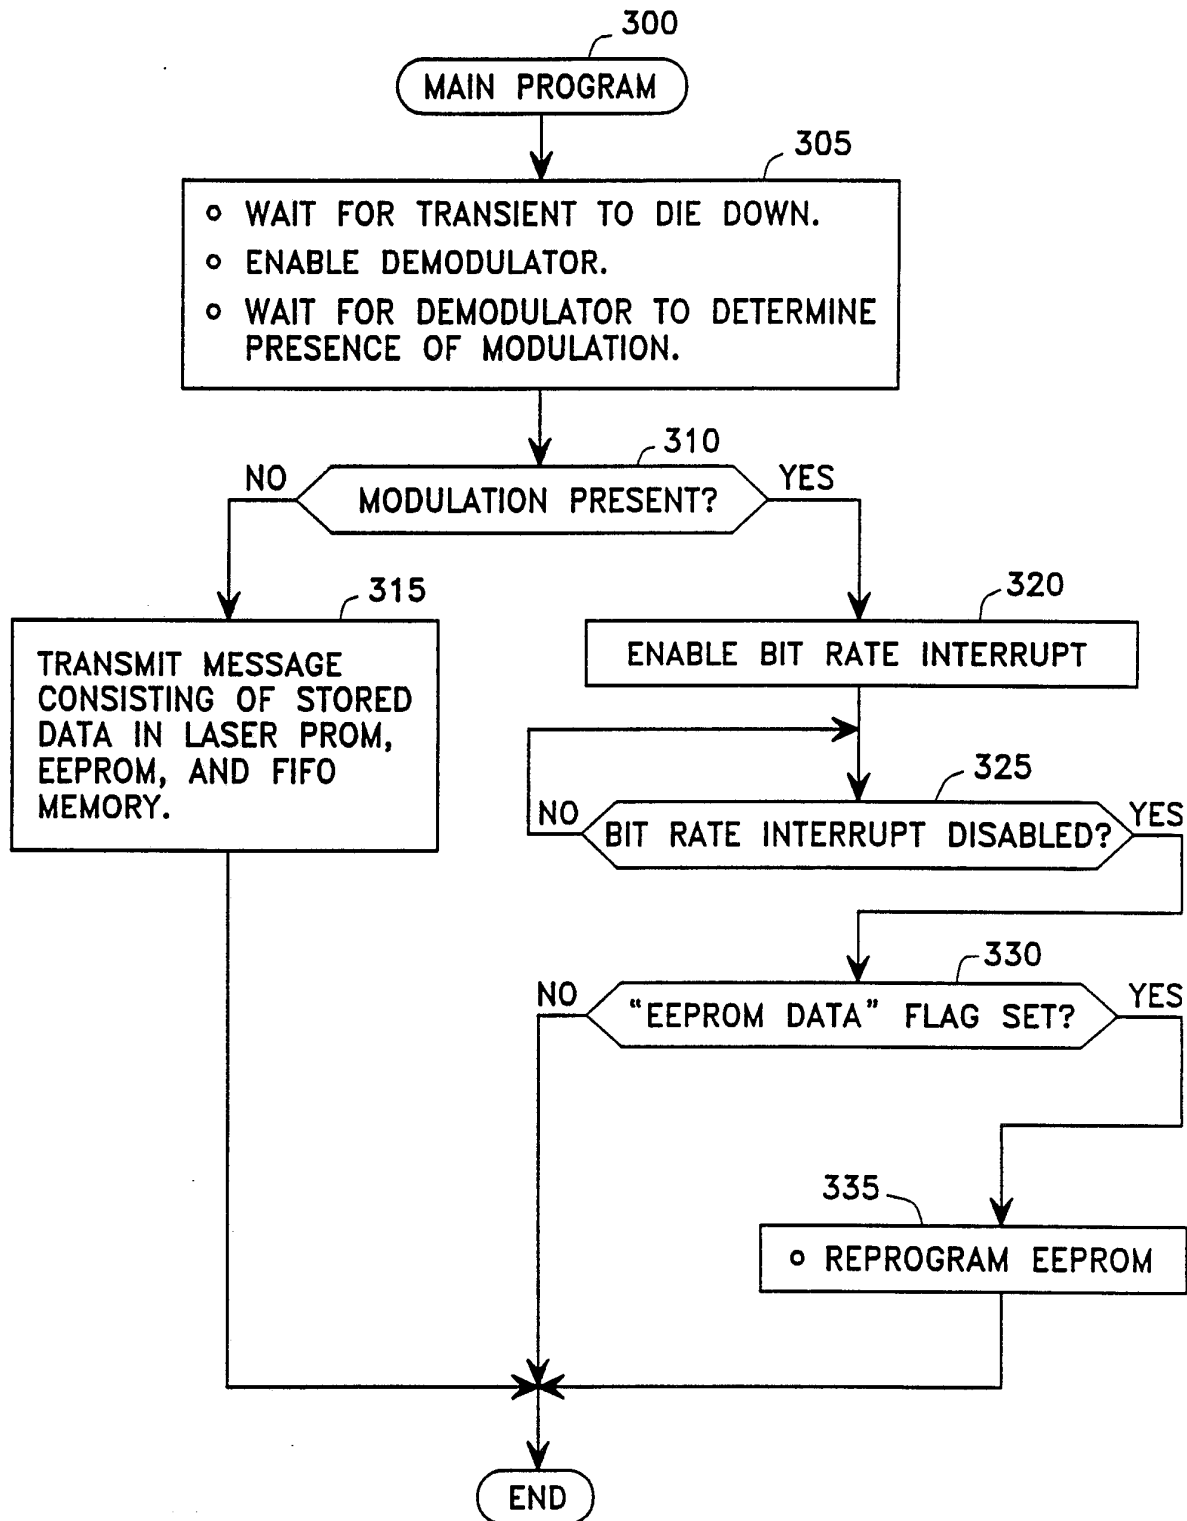 300
MAIN PROGRAM
305
o WAIT FOR TRANSIENT TO DIE DOWN.
o ENABLE DEMODULATOR.
o WAIT FOR DEMODULATOR TO DETERMINE
PRESENCE OF MODULATION.
310
NO
MODULATION PRESENT?
YES
315
TRANSMIT MESSAGE
CONSISTING OF STORED
DATA IN LASER PROM,
EEPROM, AND FIFO
MEMORY.
320
ENABLE BIT RATE INTERRUPT
325
NO
BIT RATE INTERRUPT DISABLED?
YES
330
NO
“EEPROM DATA” FLAG SET?
YES
335
o REPROGRAM EEPROM
END